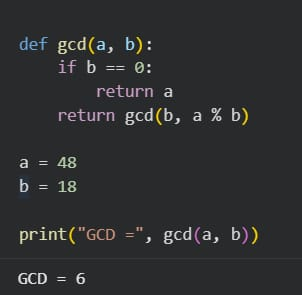 def gcd(a, b):
    if b == 0:
        return a
    return gcd(b, a % b)
a = 48
b = 18
print("GCD =", gcd(a, b))
GCD = 6